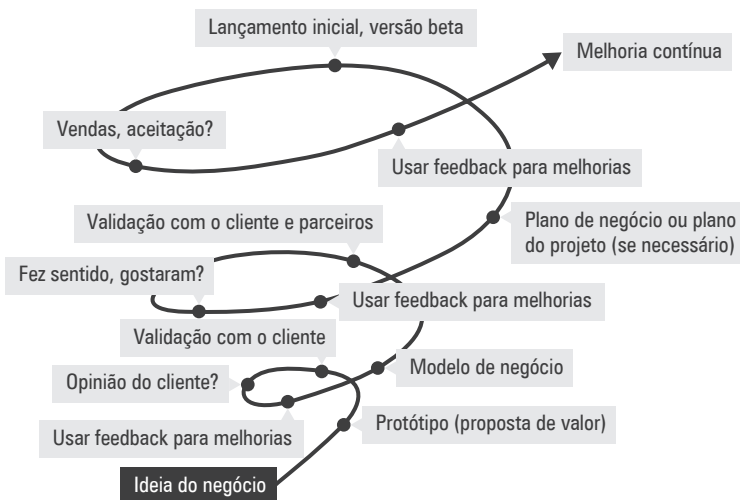 Lançamento inicial, versão beta
Melhoria contínua
Vendas, aceitação?
Usar feedback para melhorias
Validação com o cliente e parceiros
Plano de negócio ou plano
do projeto (se necessário)
Fez sentido, gostaram?
Usar feedback para melhorias
Validação com o cliente
Modelo de negócio
Opinião do cliente?
Protótipo (proposta de valor)
Usar feedback para melhorias
Ideia do negócio